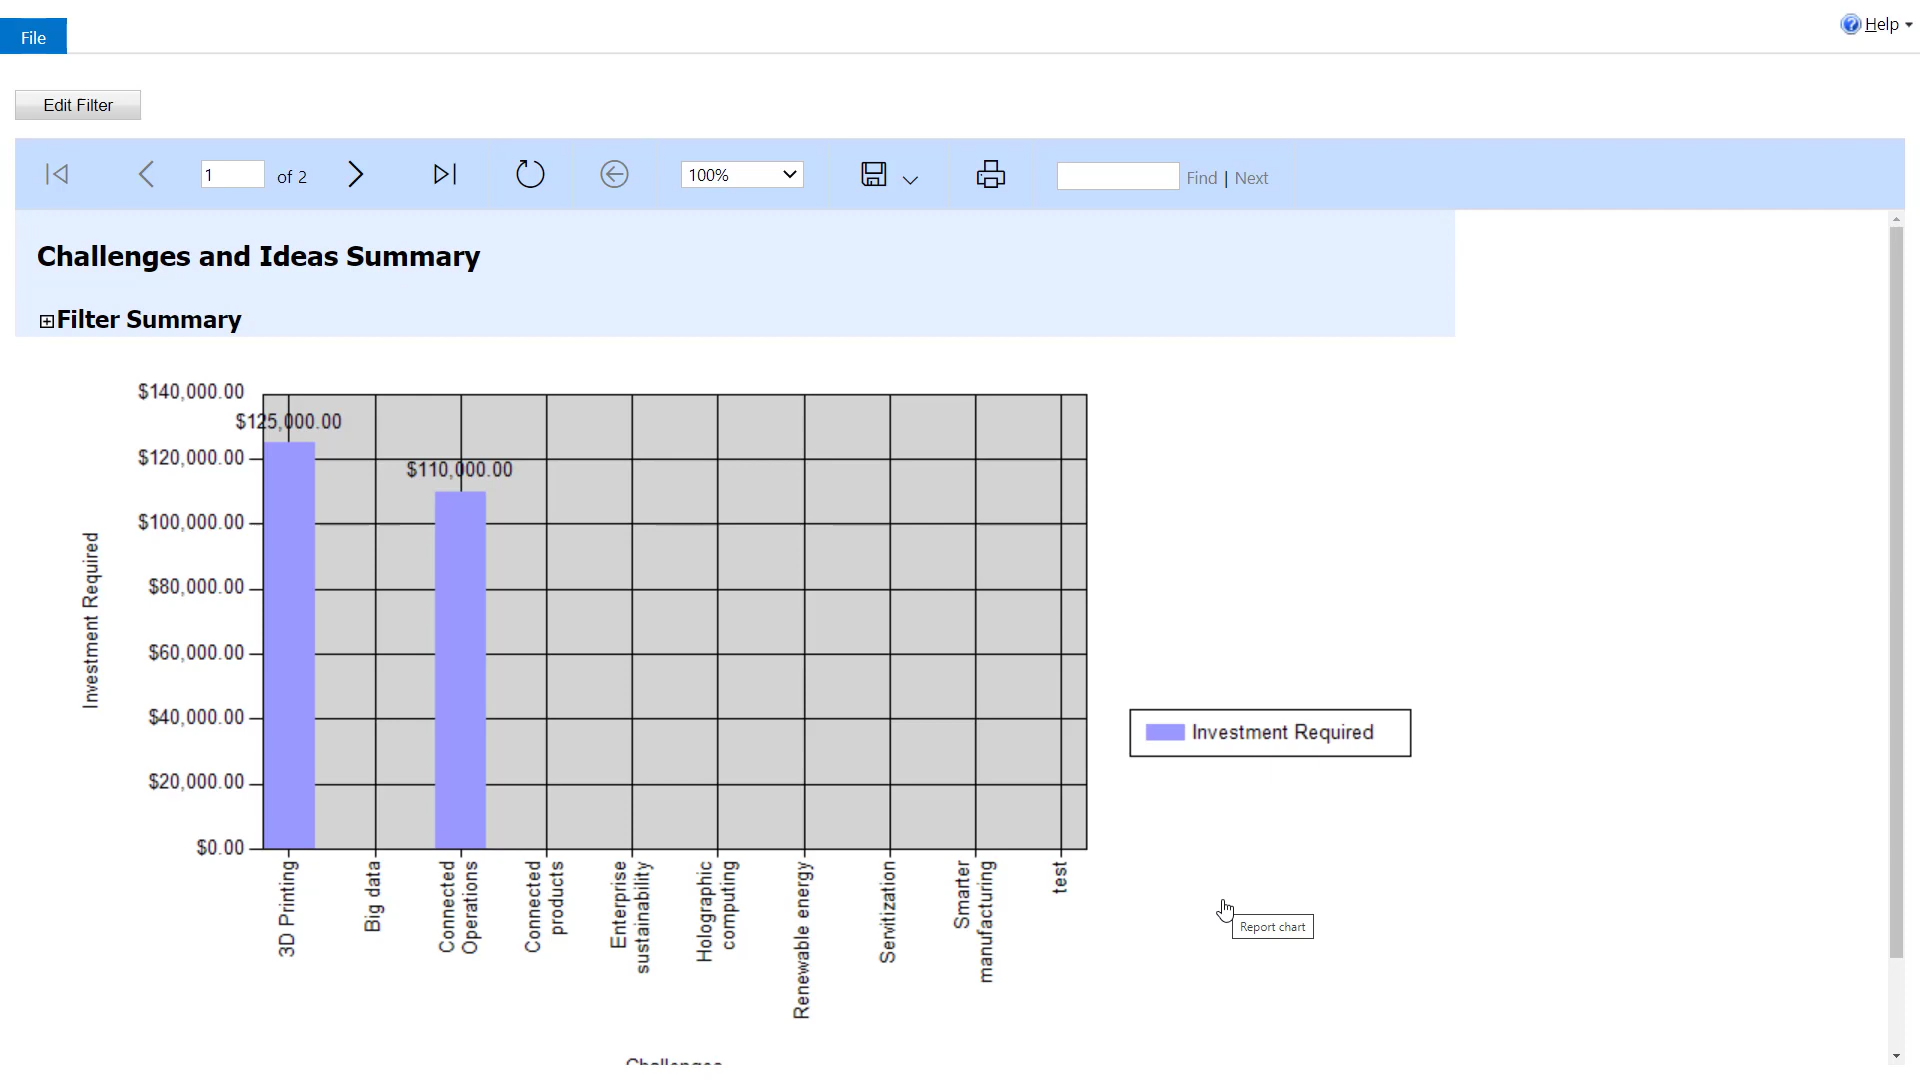 File
Help
Edit Filter
1 of 2
100%
Find | Next
Challenges and Ideas Summary
Filter Summary
$140,000.00
$125,000.00
$120,000.00
$110,000.00
$100,000.00
$80,000.00
$60,000.00
$40,000.00
$20,000.00
$0.00
Investment Required
Investment Required
3D Printing
Big data
Connected
Operations
Connected
products
Enterprise
sustainability
Holographic
computing
Renewable energy
Servitization
Smarter
manufacturing
test
Report chart
Challenges